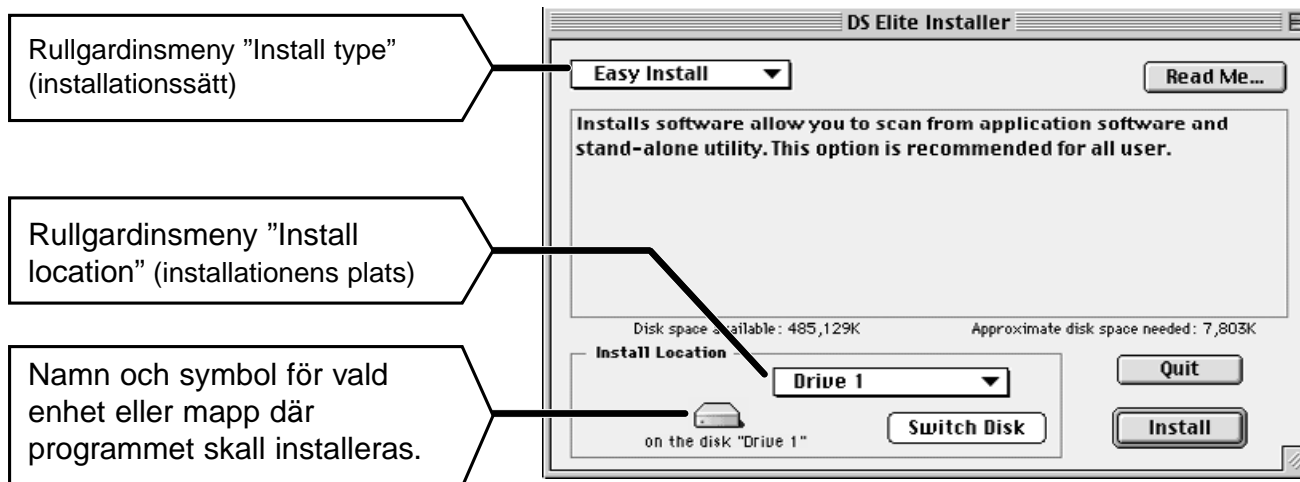 Rullgardinsmeny ”Install type”
(installationssätt)
Rullgardinsmeny ”Install
location” (installationens plats)
Namn och symbol för vald
enhet eller mapp där
programmet skall installeras.
DS Elite Installer
Easy Install
Read Me...
Installs software allow you to scan from application software and
stand-alone utility. This option is recommended for all user.
Disk space available: 485,129K
Approximate disk space needed: 7,803K
Install Location
Drive 1
Quit
on the disk "Drive 1"
Switch Disk
Install